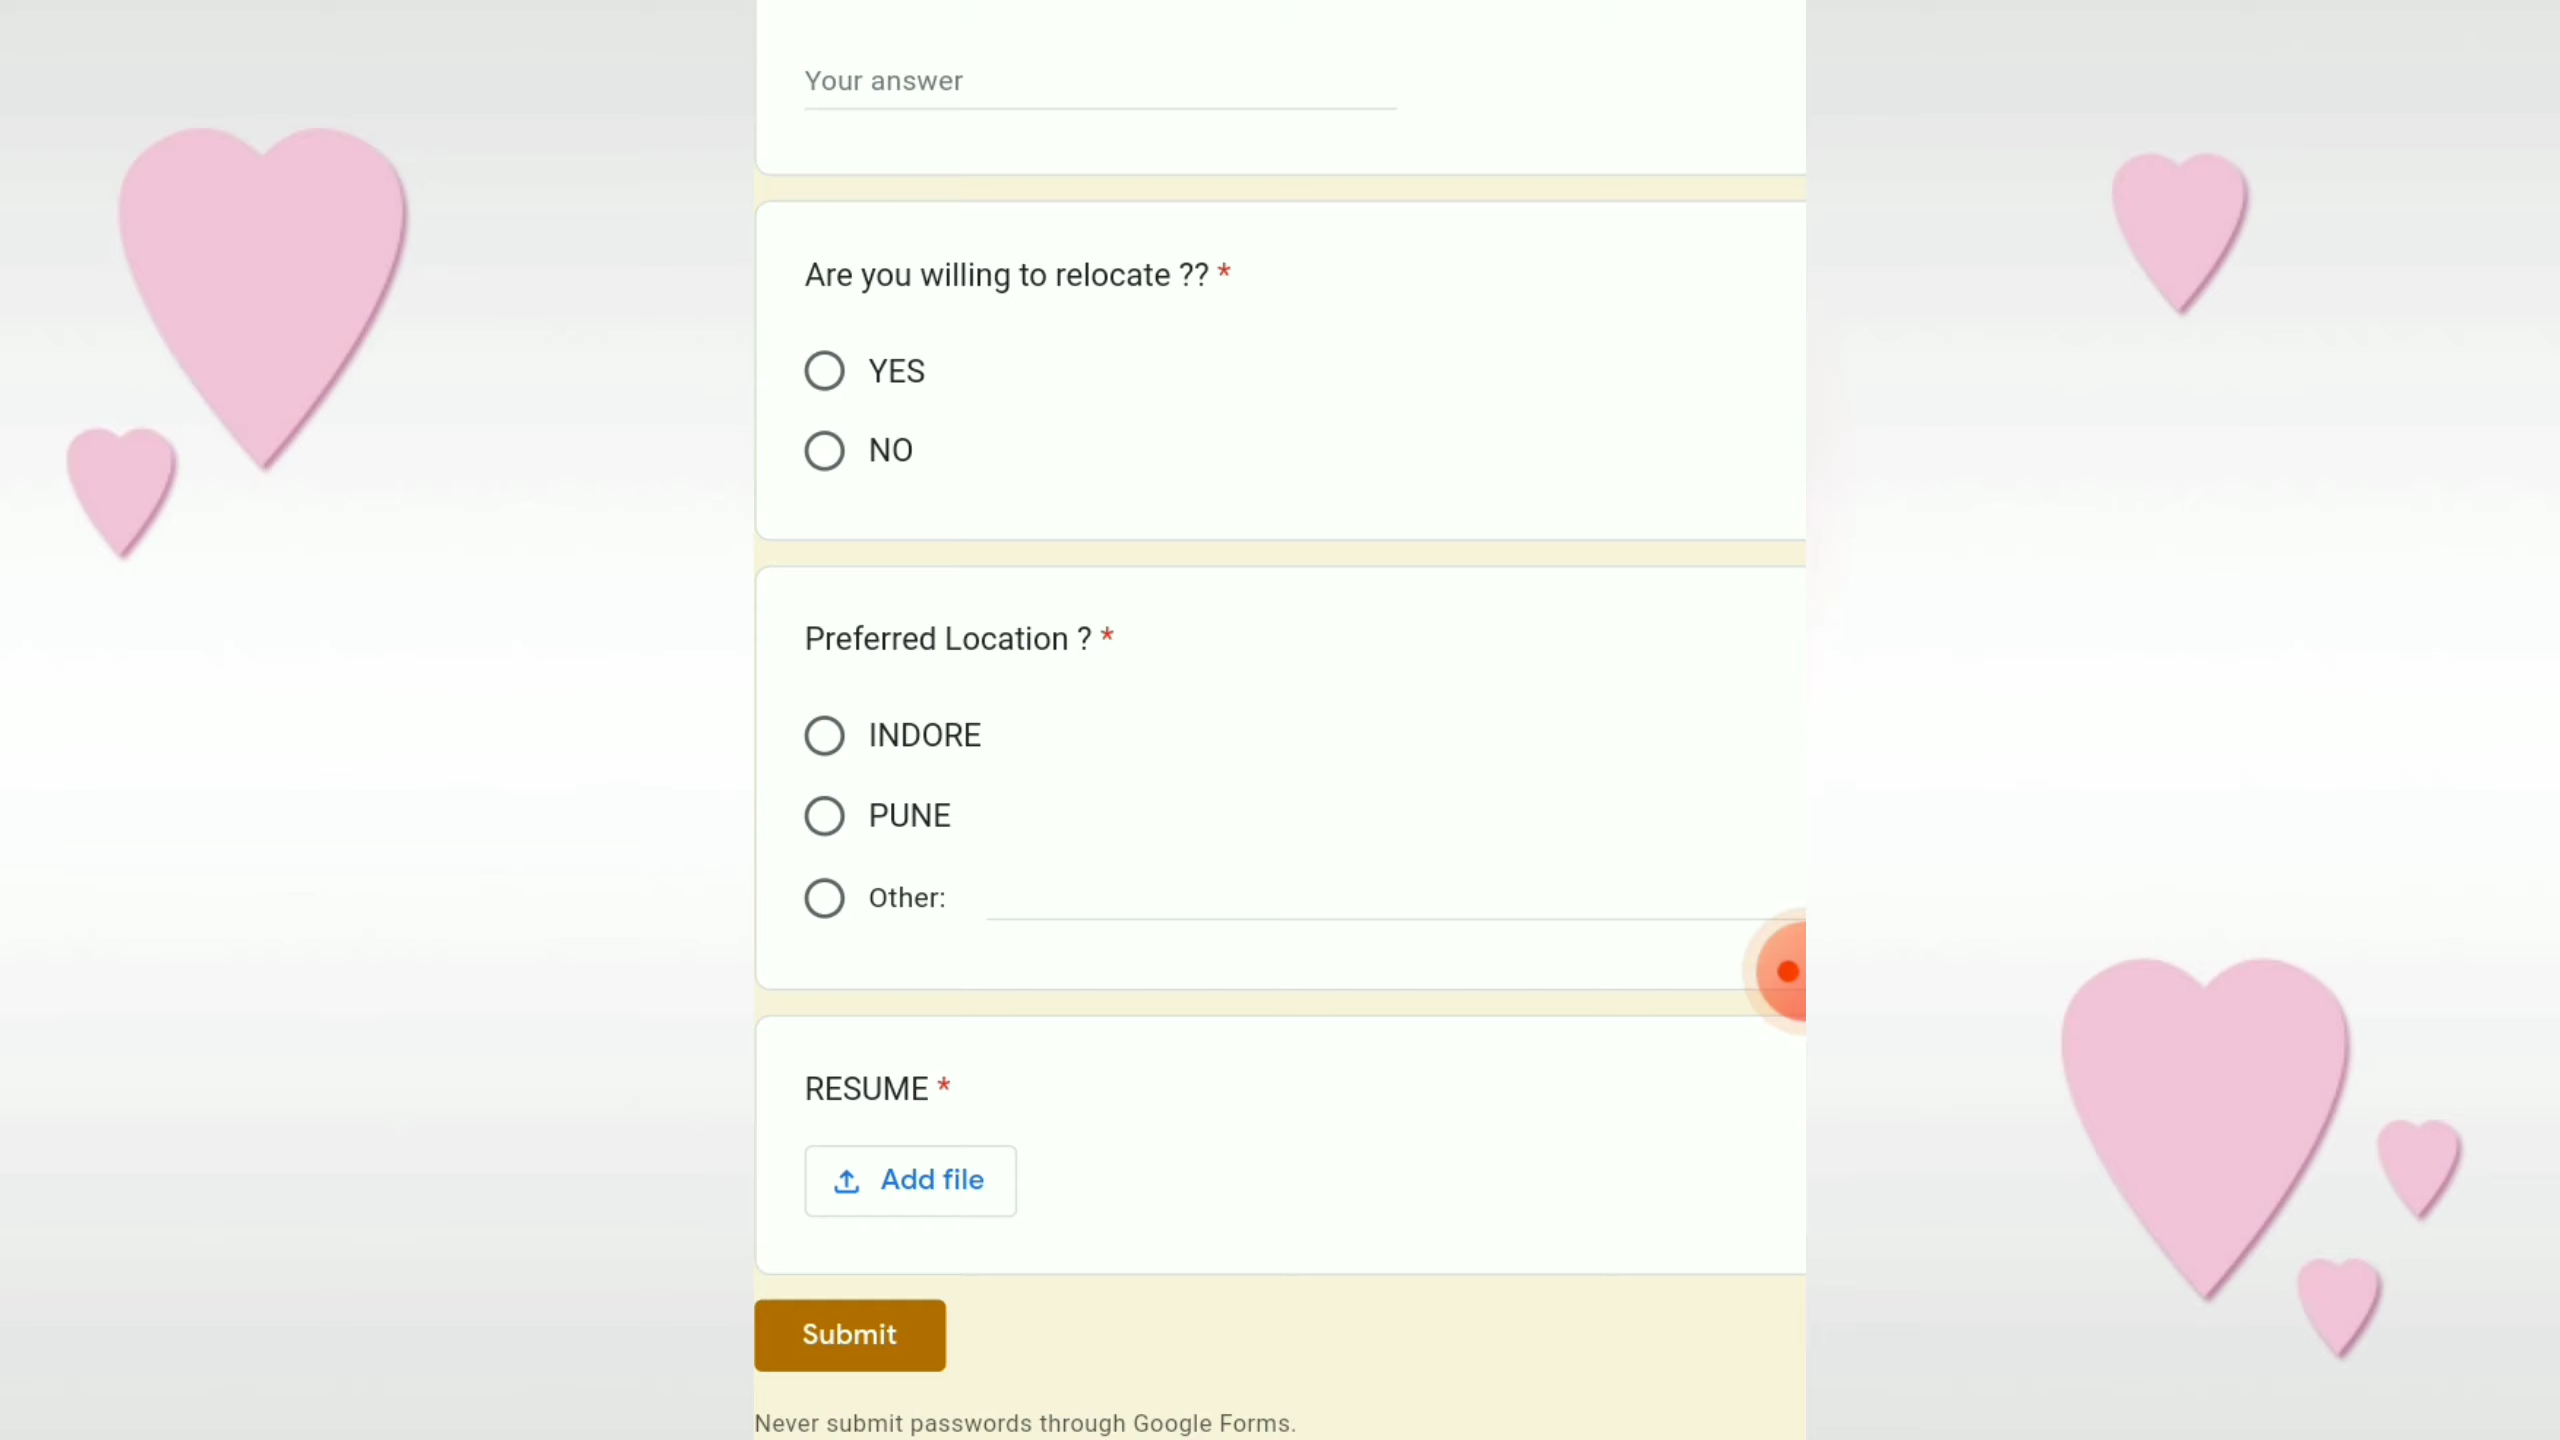 Your answer
Are you willing to relocate ?? *
YES
NO
Preferred Location ? *
INDORE
PUNE
Other:
RESUME *
Add file
Submit
Never submit passwords through Google Forms.